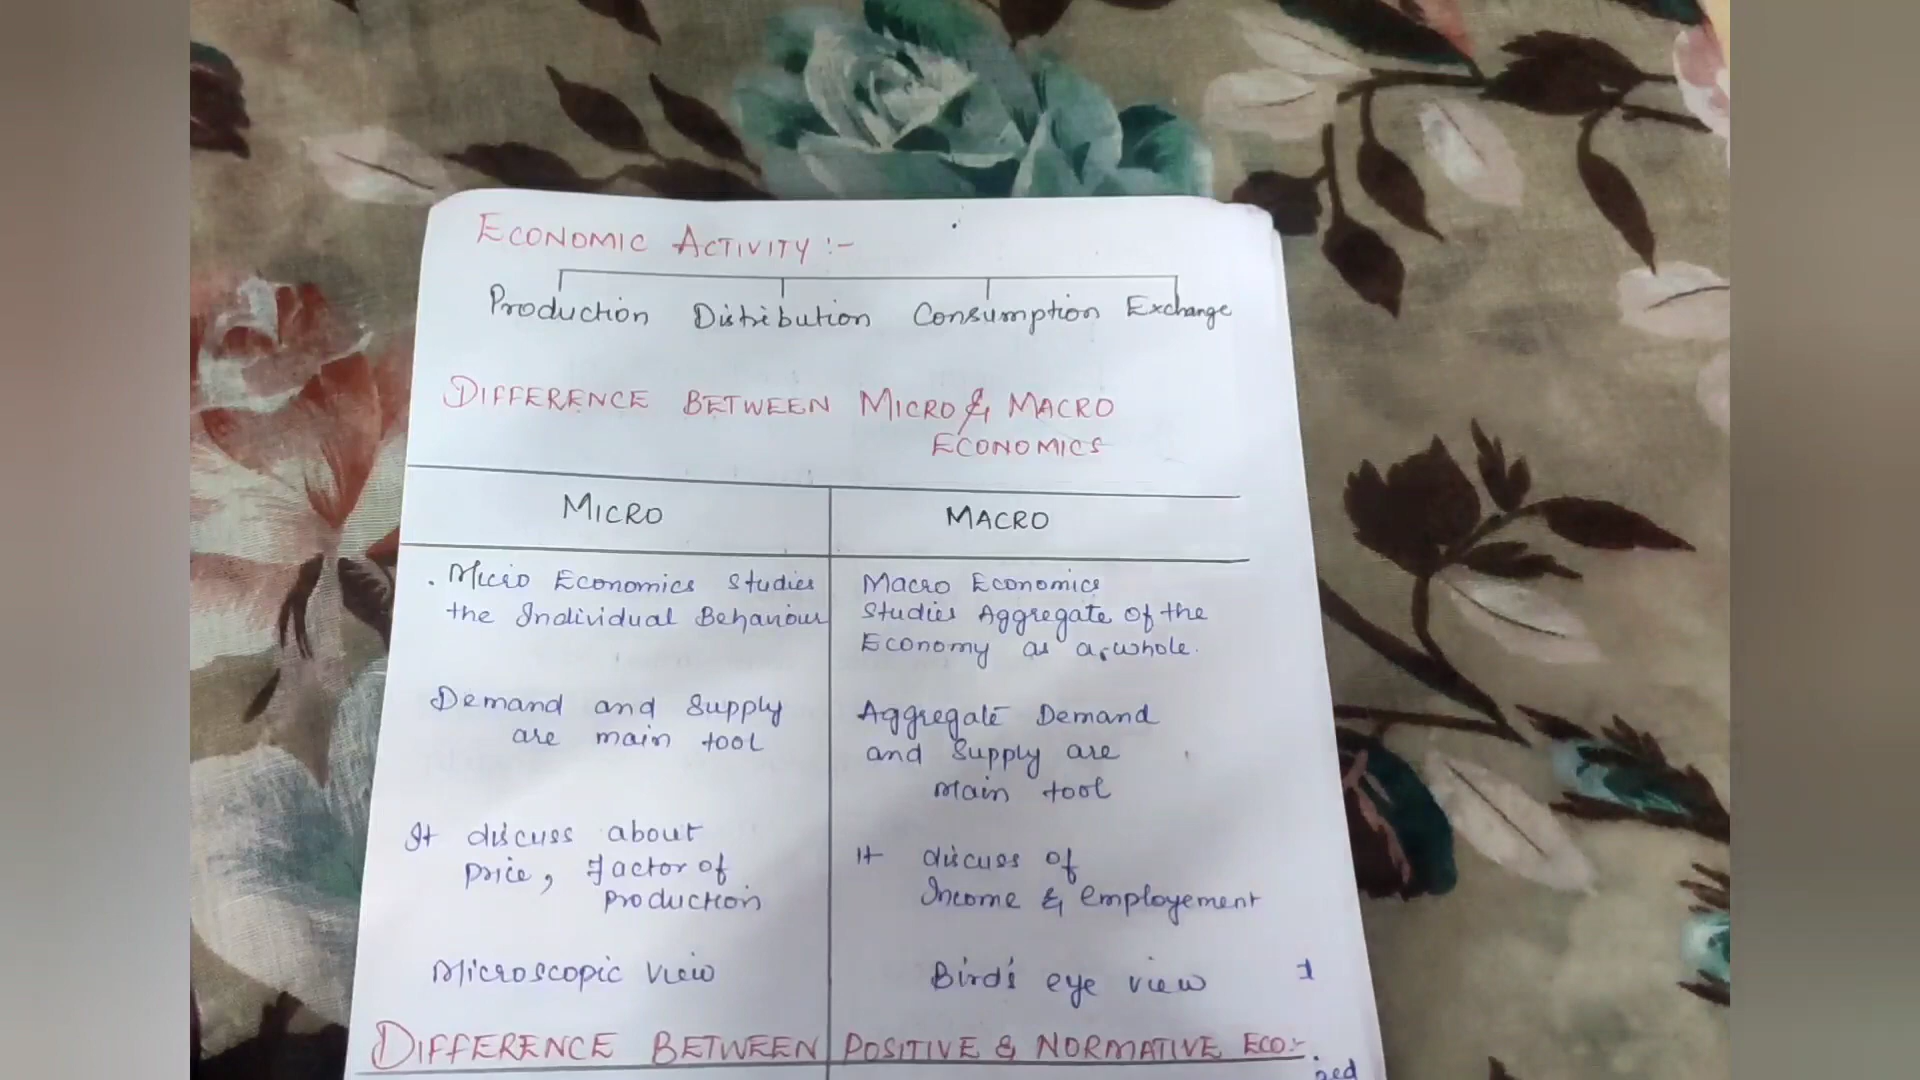 ECONOMIC ACTIVITY :-
Production Distribution Consumption Exchange
DIFFERENCE BETWEEN MICRO & MACRO
ECONOMICS
MICRO
. Micro Economics Studies
the Individual Behaviour
Demand and Supply
are main tool
It discuss about
price, factor of
production
Microscopic view
MACRO
Macro Economics
Studies Aggregate of the
Economy as a whole.
Aggregate Demand
and Supply are
main tool
It discuss of
Income & employement
Bird's eye view
DIFFERENCE BETWEEN POSITIVE & NORMATIVE ECO:-